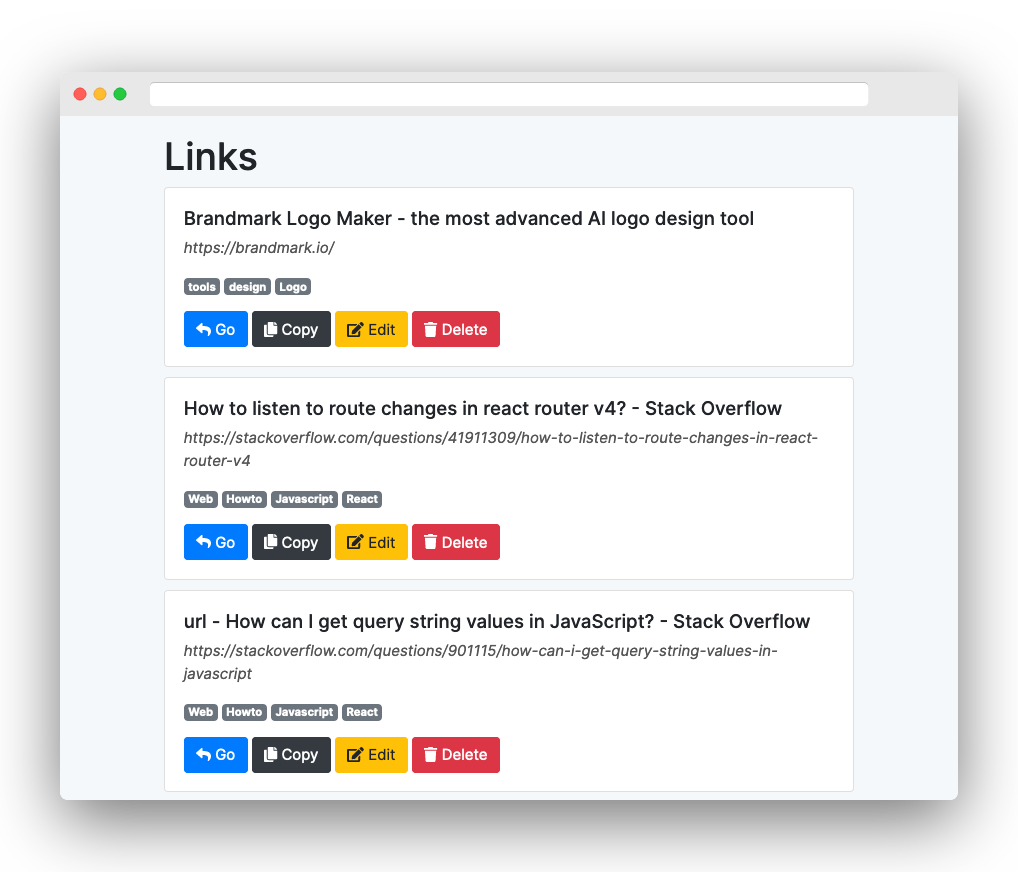 Links
Brandmark Logo Maker - the most advanced AI logo design tool
https://brandmark.io/
tools design Logo
Go Copy Edit Delete
How to listen to route changes in react router v4? - Stack Overflow
https://stackoverflow.com/questions/41911309/how-to-listen-to-route-changes-in-react-
router-v4
Web Howto Javascript React
Go Copy Edit Delete
url - How can I get query string values in JavaScript? - Stack Overflow
https://stackoverflow.com/questions/901115/how-can-i-get-query-string-values-in-
javascript
Web Howto Javascript React
Go Copy Edit Delete